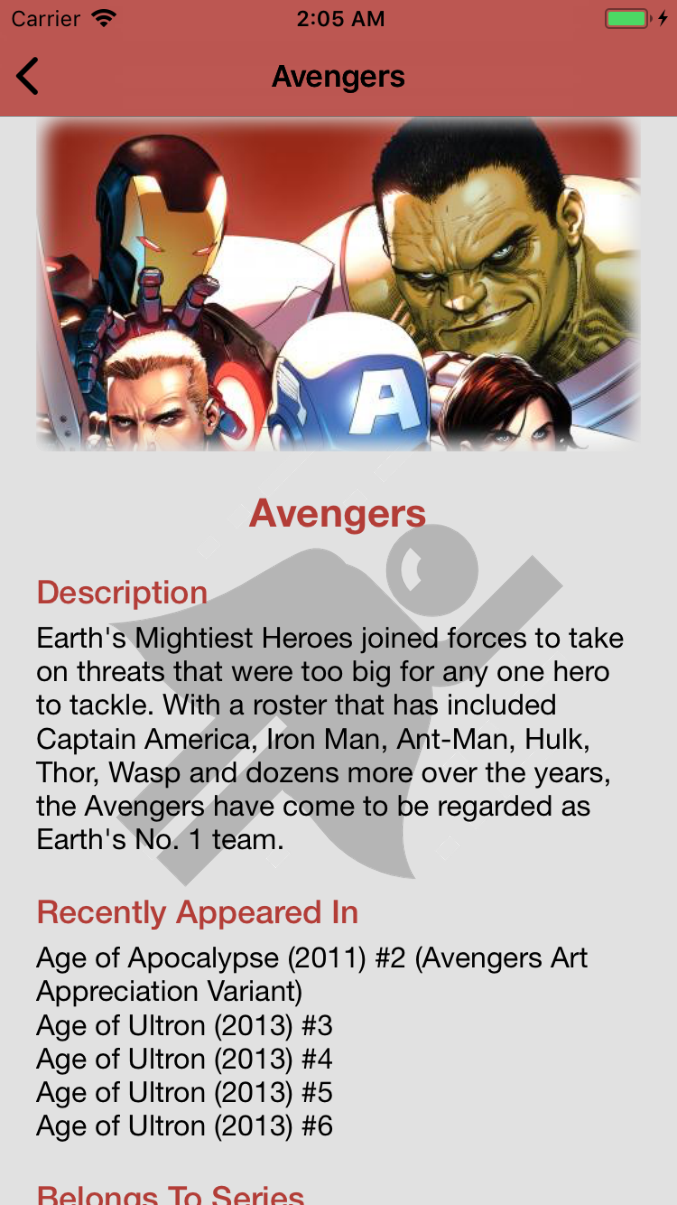 Carrier 2:05 AM
Avengers
A
Avengers
Description
Earth's Mightiest Heroes joined forces to take
on threats that were too big for any one hero
to tackle. With a roster that has included
Captain America, Iron Man, Ant-Man, Hulk,
Thor, Wasp and dozens more over the years,
the Avengers have come to be regarded as
Earth's No. 1 team.
Recently Appeared In
Age of Apocalypse (2011) #2 (Avengers Art
Appreciation Variant)
Age of Ultron (2013) #3
Age of Ultron (2013) #4
Age of Ultron (2013) #5
Age of Ultron (2013) #6
Belongs To Series